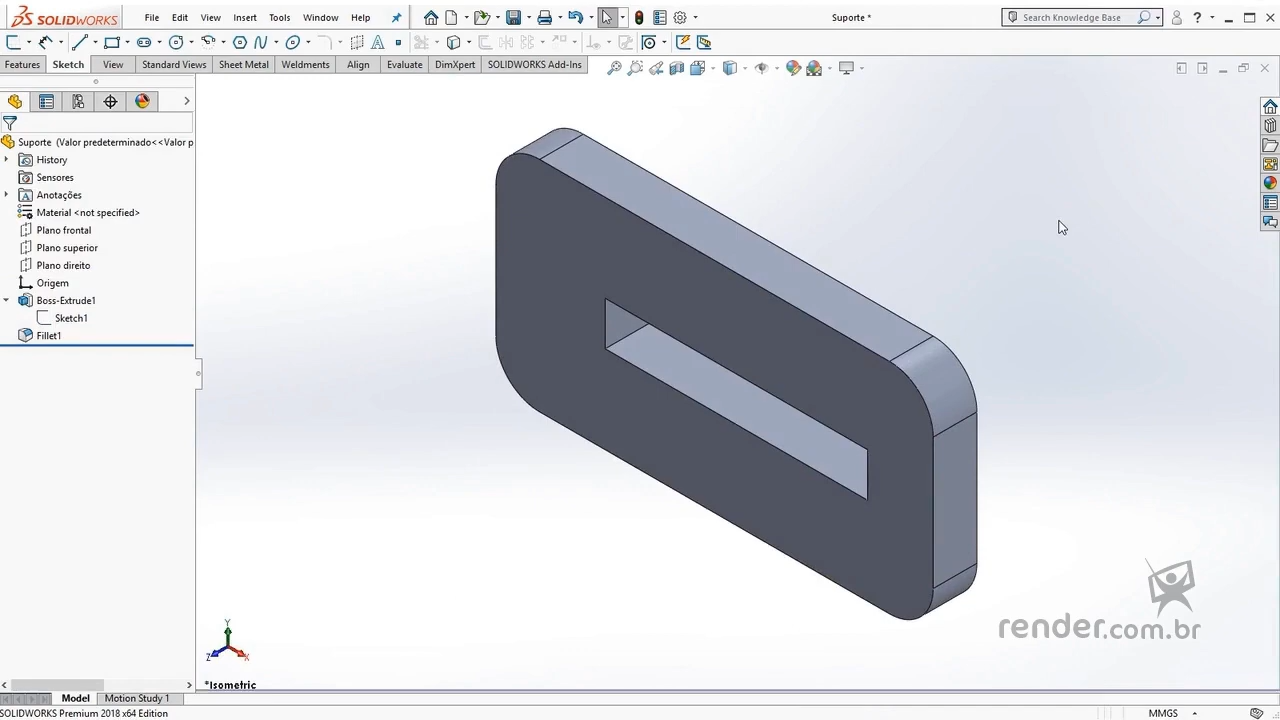 SOLIDWORKS File Edit View Insert Tools Window Help Suporte * Search Knowledge Base ?
Features Sketch View Standard Views Sheet Metal Weldments Align Evaluate DimXpert SOLIDWORKS Add-Ins
Suporte (Valor predeterminado<<Valor p
History
Sensores
Anotações
Material <not specified>
Plano frontal
Plano superior
Plano direito
Origem
Boss-Extrude1
Sketch1
Fillet1
render.com.br
Y
Z X
*Isometric
Model Motion Study 1
SOLIDWORKS Premium 2018 x64 Edition MMGS